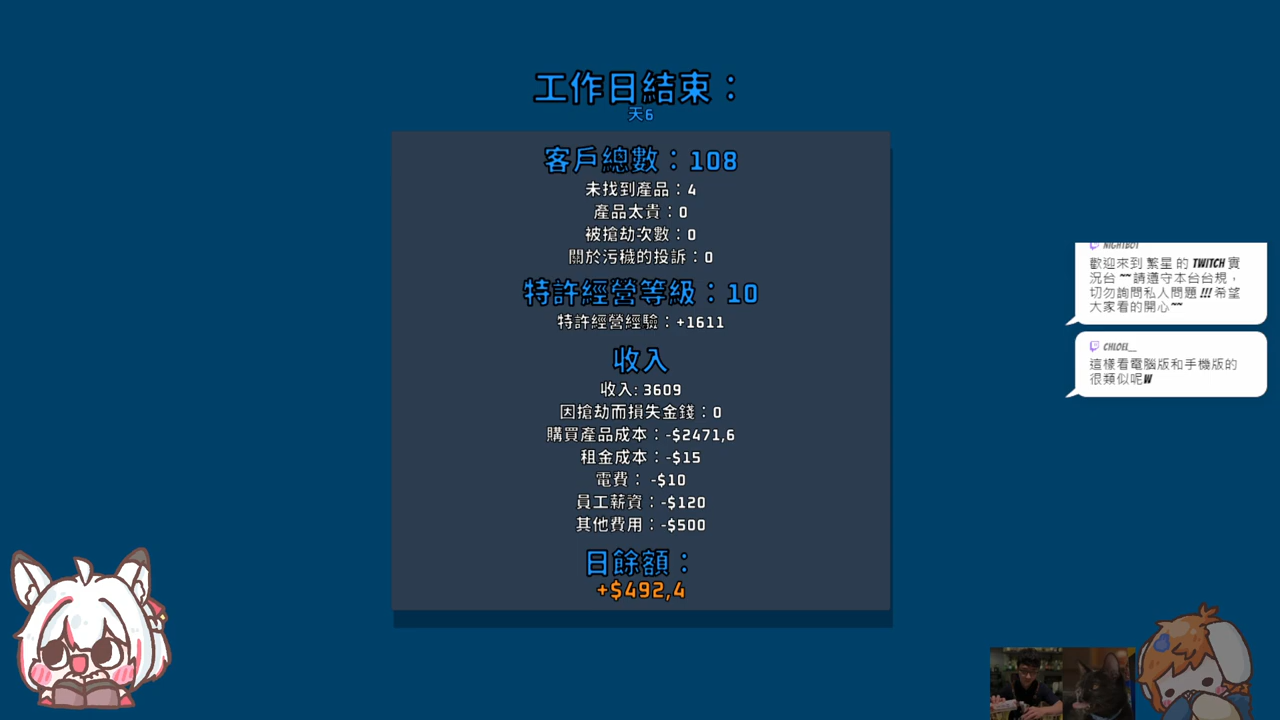 工作日結束：
天6
客戶總數：108
未找到產品：4
產品太貴：0
被搶劫次數：0
關於污穢的投訴：0
特許經營等級：10
特許經營經驗：+1611
收入
收入: 3609
因搶劫而損失金錢：0
購買產品成本：-$2471,6
租金成本：-$15
電費： -$10
員工薪資：-$120
其他費用：-$500
日餘額：
+$492,4
NIGHTBOT
歡迎來到 繁星 的 TWITCH 實
況台 ~~請遵守本台台規，
切勿詢問私人問題 !!! 希望
大家看的開心~~
CHLOEI__
這樣看電腦版和手機版的
很類似呢W